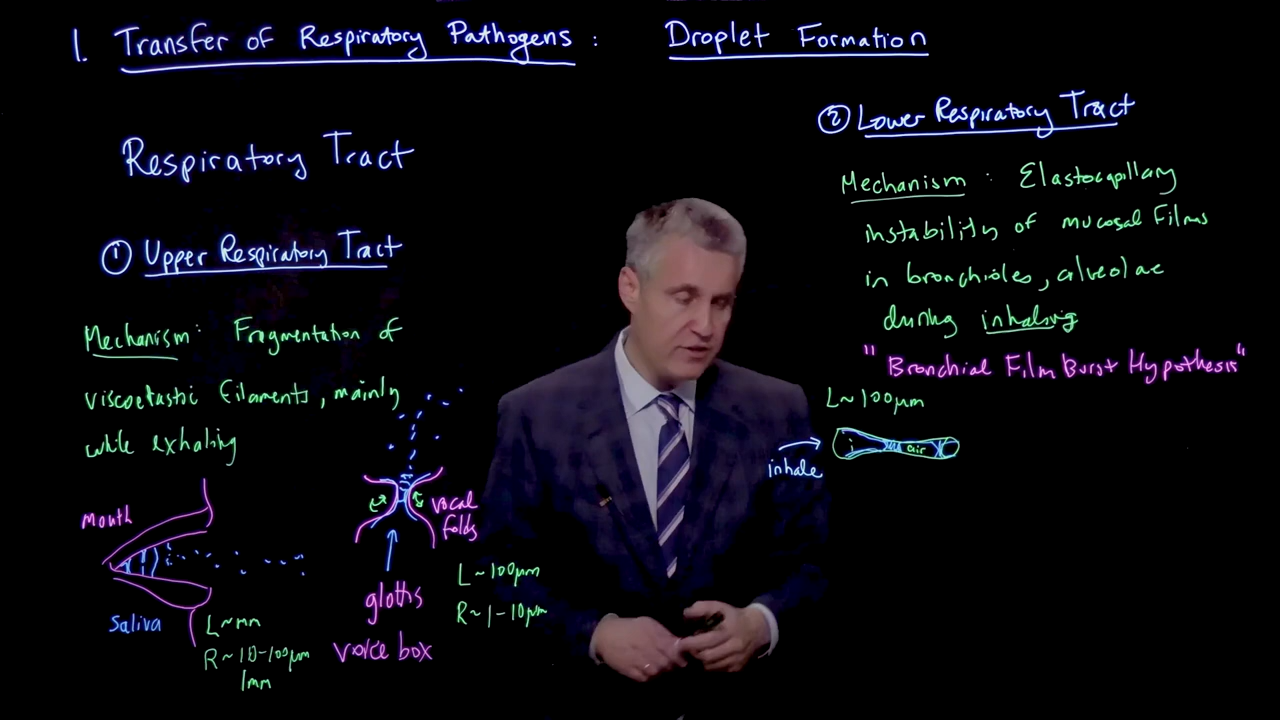 1. Transfer of Respiratory Pathogens : Droplet Formation
Respiratory Tract
① Upper Respiratory Tract
Mechanism: Fragmentation of
viscoelastic filaments, mainly
while exhaling
Mouth
Saliva
L~mm
R~10-100μm
1mm
vocal
folds
glottis
voice box
L~100μm
R~1-10μm
② Lower Respiratory Tract
Mechanism : Elastocapillary
instability of mucosal films
in bronchioles, alveolae
during inhaling
"Bronchial Film Burst Hypothesis"
L~100μm
inhale
air